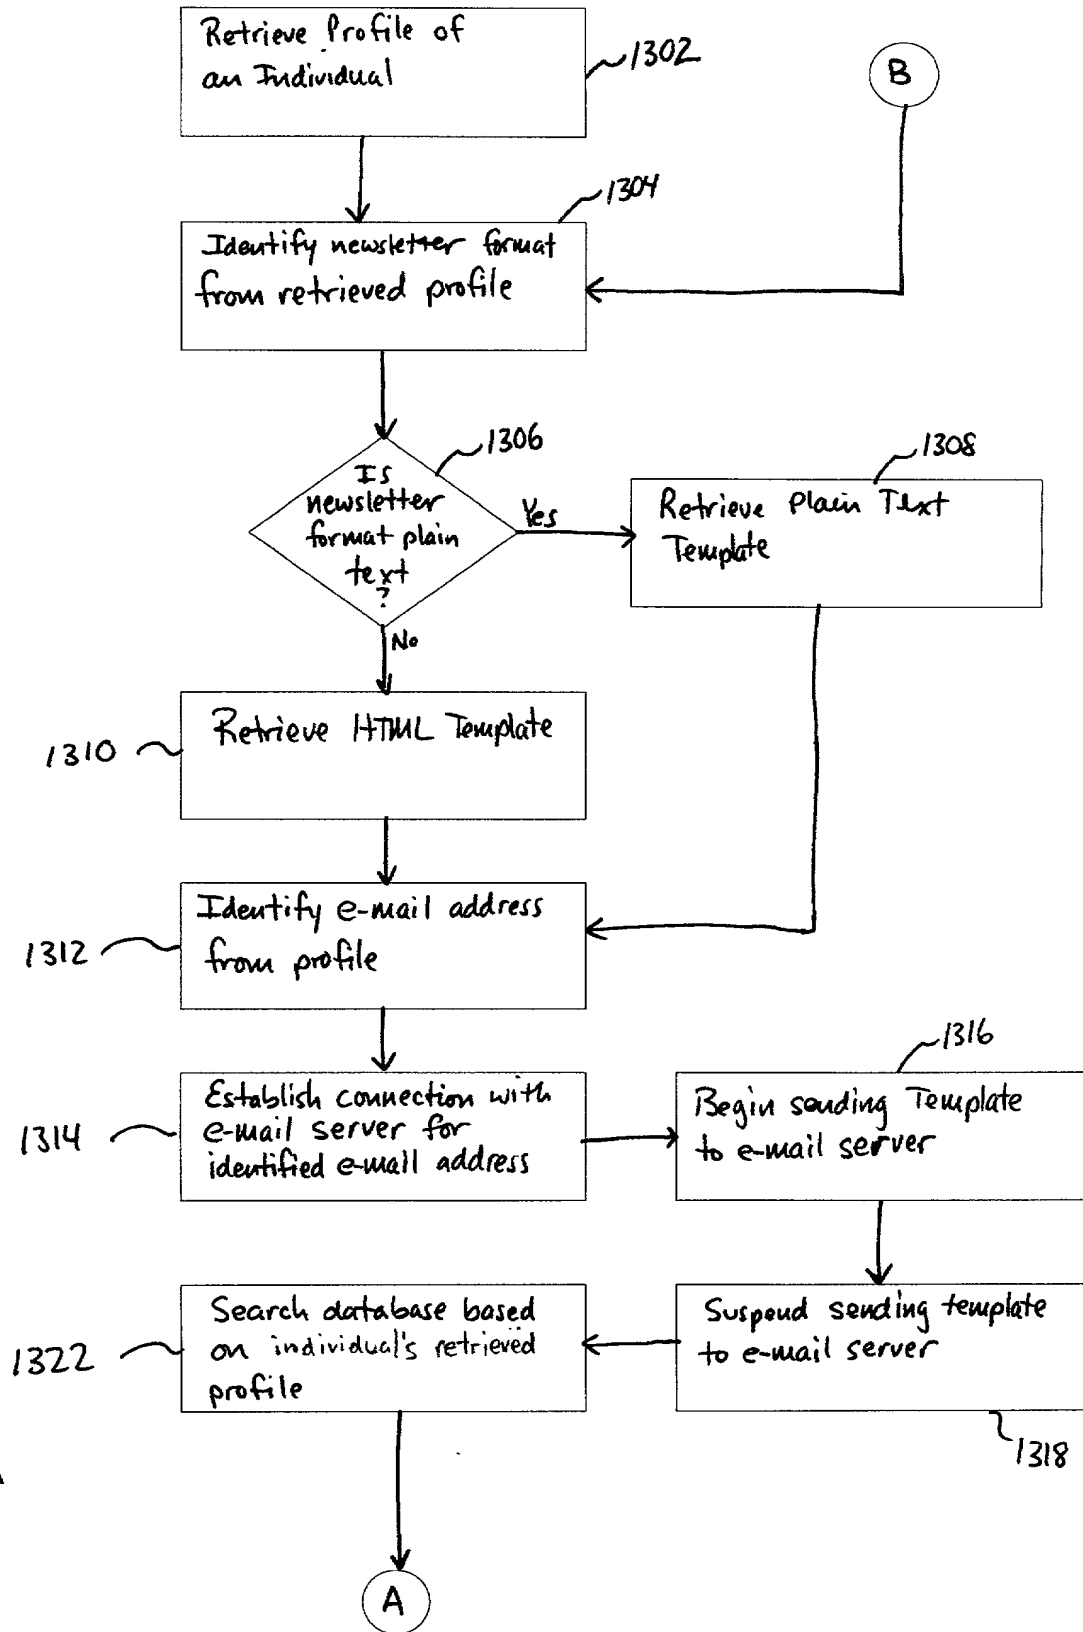 Retrieve Profile of
an Individual
1302
B
1304
Identify newsletter format
from retrieved profile
1306
Is
newsletter
format plain
text
?
Yes
No
1308
Retrieve Plain Text
Template
Retrieve HTML Template
1310
Identify e-mail address
from profile
1312
Establish connection with
e-mail server for
identified e-mail address
1314
1316
Begin sending Template
to e-mail server
Suspend sending template
to e-mail server
1318
Search database based
on individual's retrieved
profile
1322
A